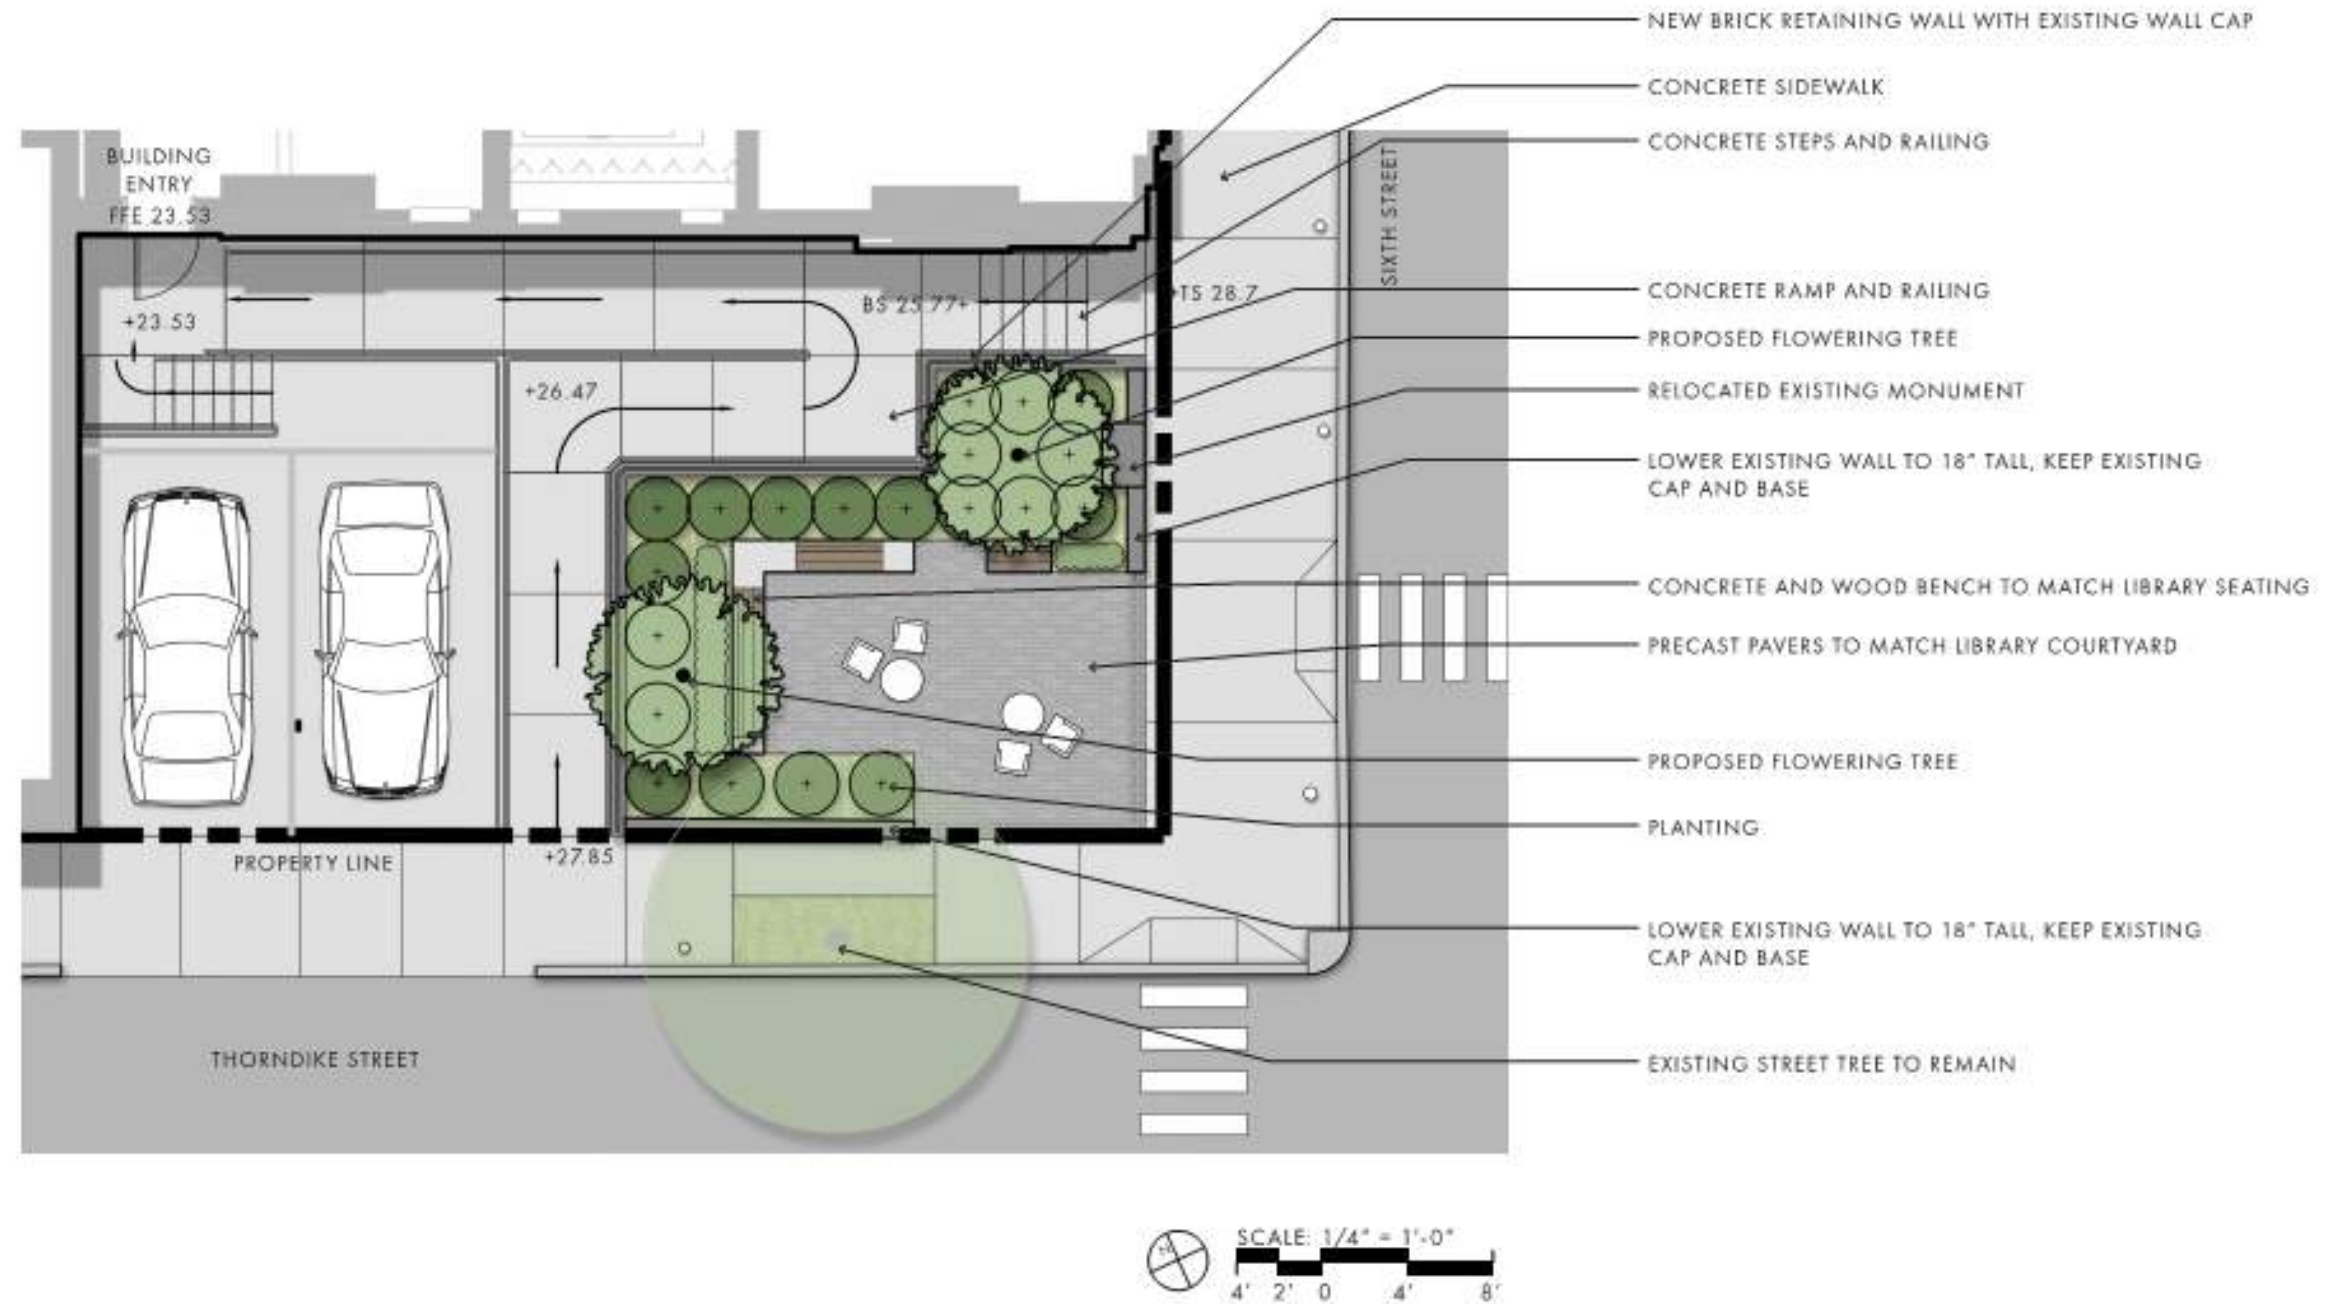 NEW BRICK RETAINING WALL WITH EXISTING WALL CAP
CONCRETE SIDEWALK
CONCRETE STEPS AND RAILING
BUILDING
ENTRY
FFE 23.53
SIXTH STREET
+TS 28.7
CONCRETE RAMP AND RAILING
BS 25.77+
+23.53
PROPOSED FLOWERING TREE
+26.47
RELOCATED EXISTING MONUMENT
LOWER EXISTING WALL TO 18" TALL, KEEP EXISTING
CAP AND BASE
CONCRETE AND WOOD BENCH TO MATCH LIBRARY SEATING
PRECAST PAVERS TO MATCH LIBRARY COURTYARD
PROPOSED FLOWERING TREE
PLANTING
PROPERTY LINE
+27.85
LOWER EXISTING WALL TO 18" TALL, KEEP EXISTING
CAP AND BASE
THORNDIKE STREET
EXISTING STREET TREE TO REMAIN
SCALE: 1/4" = 1'-0"
4' 2' 0 4' 8'